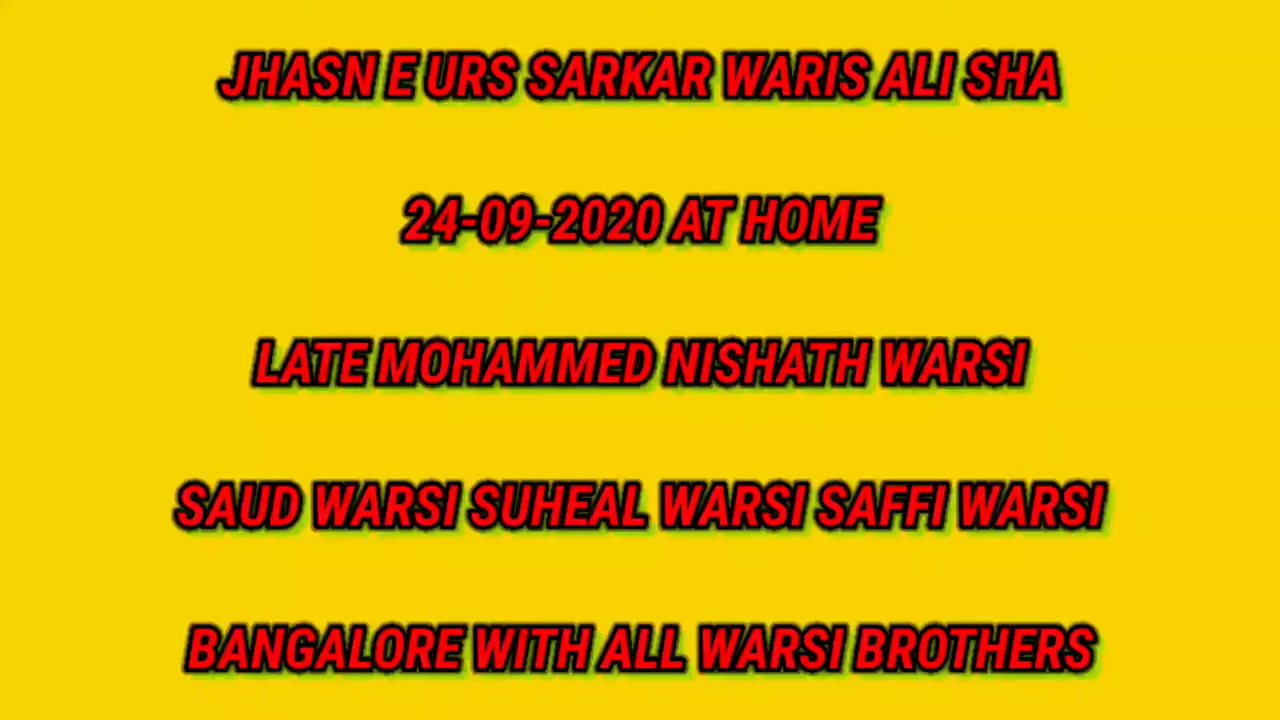 JHASN E URS SARKAR WARIS ALI SHA
24-09-2020 AT HOME
LATE MOHAMMED NISHATH WARSI
SAUD WARSI SUHEAL WARSI SAFFI WARSI
BANGALORE WITH ALL WARSI BROTHERS